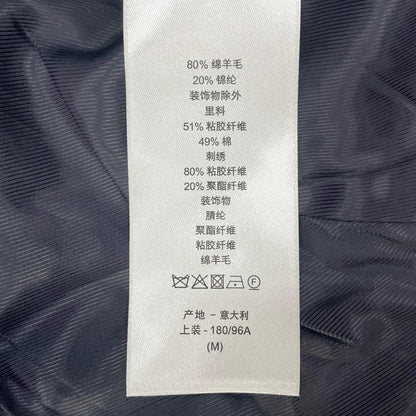 80% 绵羊毛
20% 锦纶
装饰物除外
里料
51% 粘胶纤维
49% 棉
刺绣
80% 粘胶纤维
20% 聚酯纤维
装饰物
腈纶
聚酯纤维
粘胶纤维
绵羊毛
产地 - 意大利
上装 - 180/96A
(M)